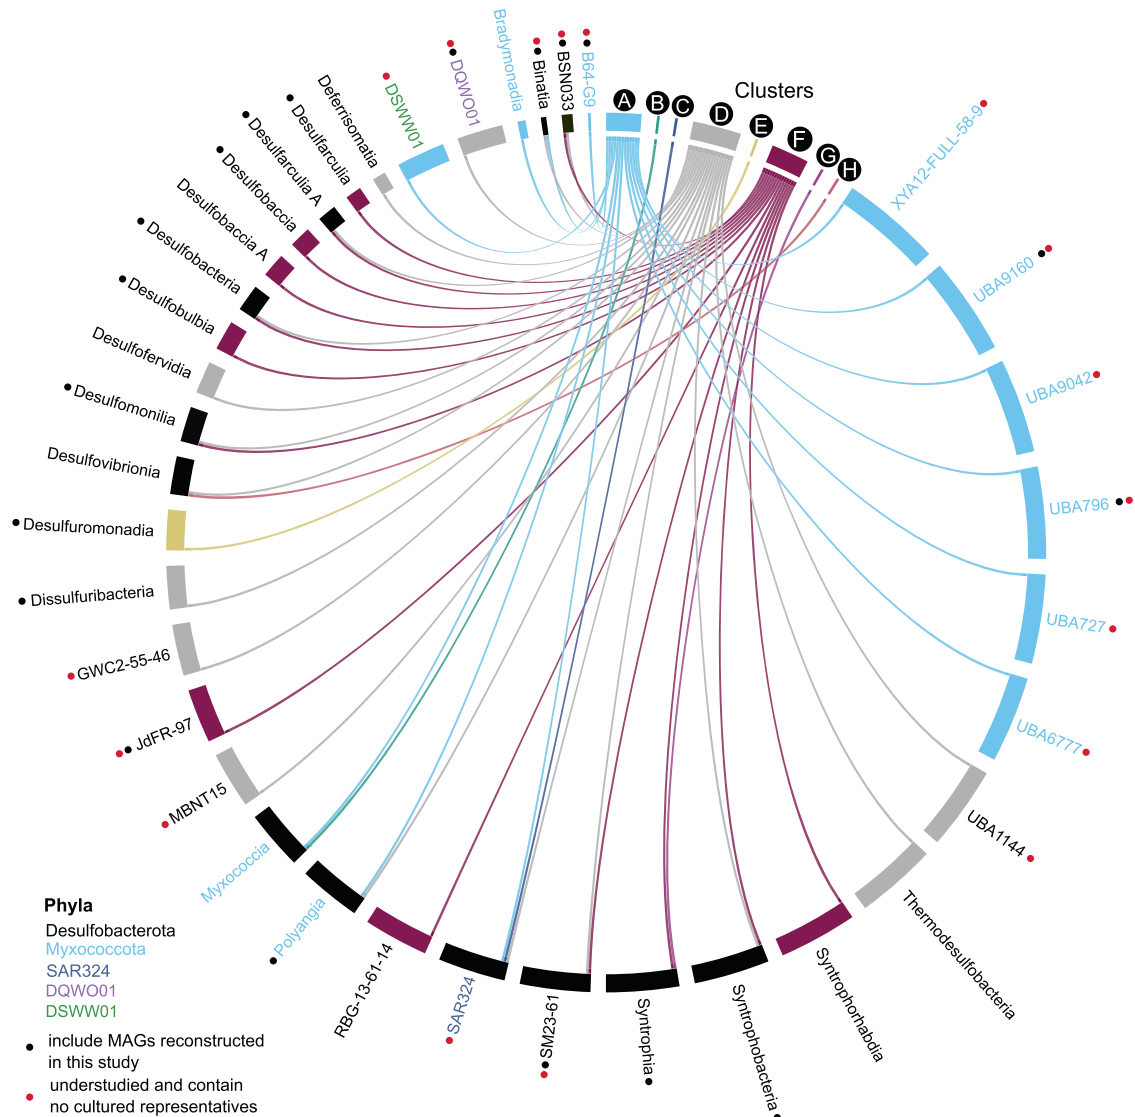 Clusters
A
B
C
D
E
F
G
H
XYA12-FULL-58-9
UBA9160
UBA9042
UBA796
UBA727
UBA6777
UBA1144
Thermodesulfobacteria
Syntrophorhabdia
Syntrophobacteria
Syntrophia
SM23-61
SAR324
RBG-13-61-14
Polyangia
Myxococcia
MBNT15
JdFR-97
GWC2-55-46
Dissulfuribacteria
Desulfuromonadia
Desulfovibrionia
Desulfomonilia
Desulfofervidia
Desulfobulbia
Desulfobacteria
Desulfobaccia A
Desulfobaccia
Desulfarculia A
Desulfarculia
Deferrisomatia
DSWW01
DQWO01
Bradymonadia
Binatia
BSN033
B64-G9
Phyla
Desulfobacterota
Myxococcota
SAR324
DQWO01
DSWW01
include MAGs reconstructed
in this study
understudied and contain
no cultured representatives